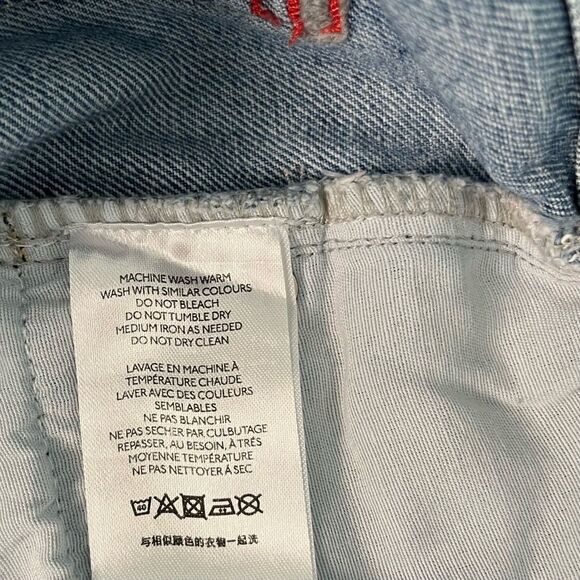 MACHINE WASH WARM
WASH WITH SIMILAR COLOURS
DO NOT BLEACH
DO NOT TUMBLE DRY
MEDIUM IRON AS NEEDED
DO NOT DRY CLEAN
LAVAGE EN MACHINE À
TEMPÉRATURE CHAUDE
LAVER AVEC DES COULEURS
SEMBLABLES
NE PAS BLANCHIR
NE PAS SECHER PAR CULBUTAGE
REPASSER, AU BESOIN, À TRÉS
MOYENNE TEMPÉRATURE
NE PAS NETTOYER À SEC
与相似颜色的衣物一起洗